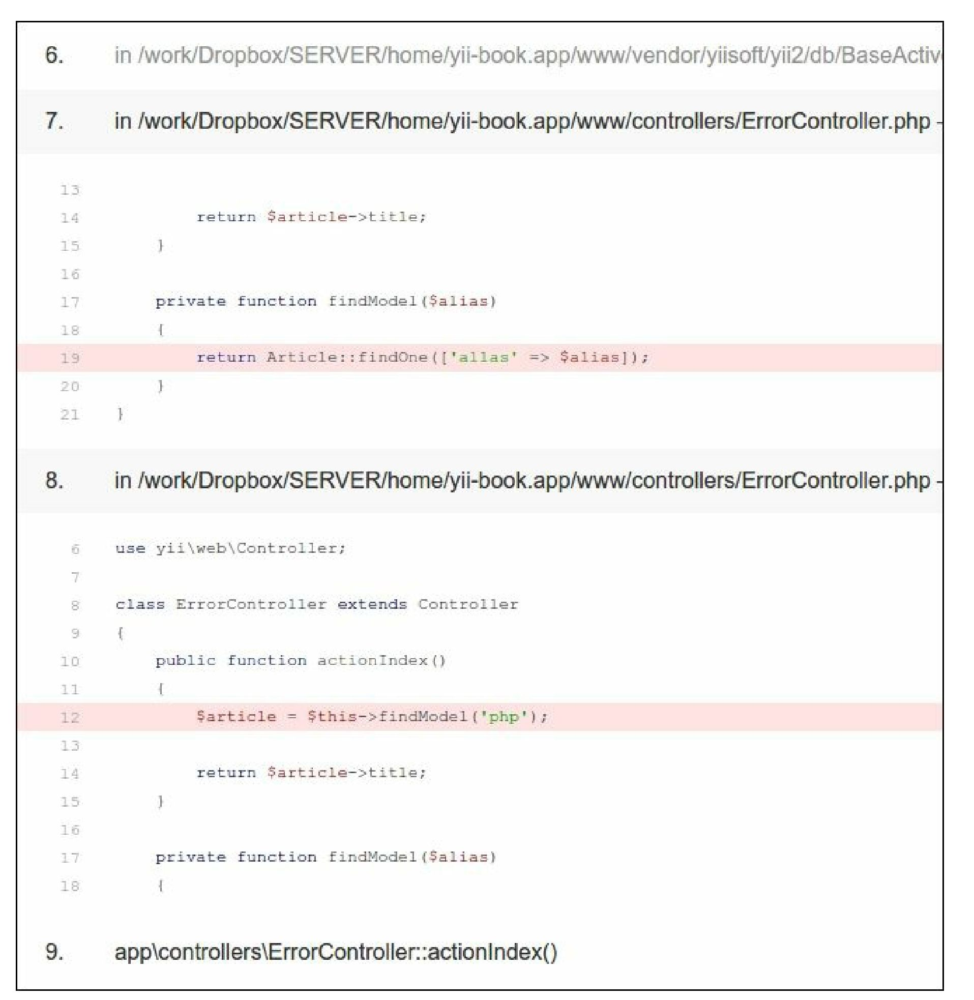 6. in /work/Dropbox/SERVER/home/yii-book.app/www/vendor/yiisoft/yii2/db/BaseActiv
7. in /work/Dropbox/SERVER/home/yii-book.app/www/controllers/ErrorController.php –
13
14 return $article->title;
15 }
16
17 private function findModel($alias)
18 {
19 return Article::findOne(['allas' => $alias]);
20 }
21 }
8. in /work/Dropbox/SERVER/home/yii-book.app/www/controllers/ErrorController.php –
6 use yii\web\Controller;
7
8 class ErrorController extends Controller
9 {
10 public function actionIndex()
11 {
12 $article = $this->findModel('php');
13
14 return $article->title;
15 }
16
17 private function findModel($alias)
18 {
9. app\controllers\ErrorController::actionIndex()